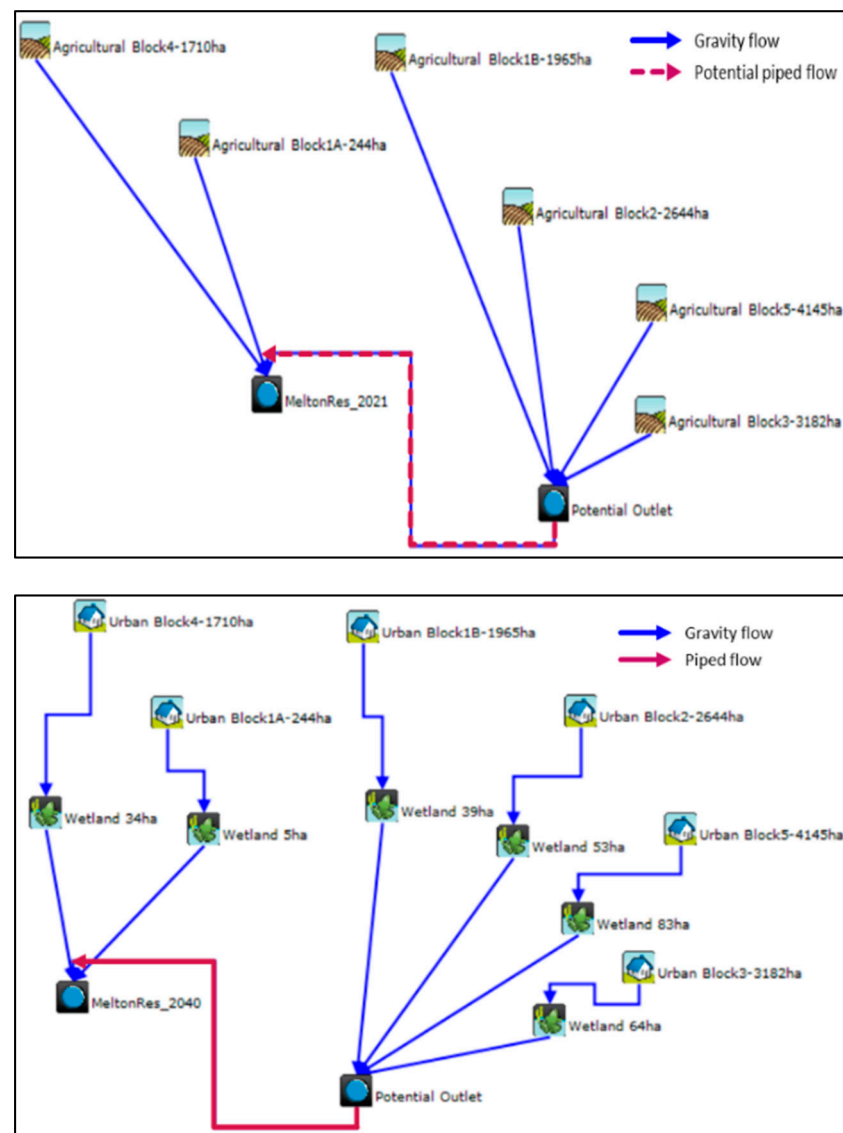 Agricultural Block4-1710ha
Agricultural Block1B-1965ha
Gravity flow
Potential piped flow
Agricultural Block1A-244ha
Agricultural Block2-2644ha
Agricultural Block5-4145ha
MeltonRes_2021
Agricultural Block3-3182ha
Potential Outlet
Urban Block4-1710ha
Urban Block1B-1965ha
Gravity flow
Piped flow
Urban Block1A-244ha
Urban Block2-2644ha
Wetland 34ha
Wetland 5ha
Wetland 39ha
Wetland 53ha
Urban Block5-4145ha
Wetland 83ha
Urban Block3-3182ha
MeltonRes_2040
Wetland 64ha
Potential Outlet